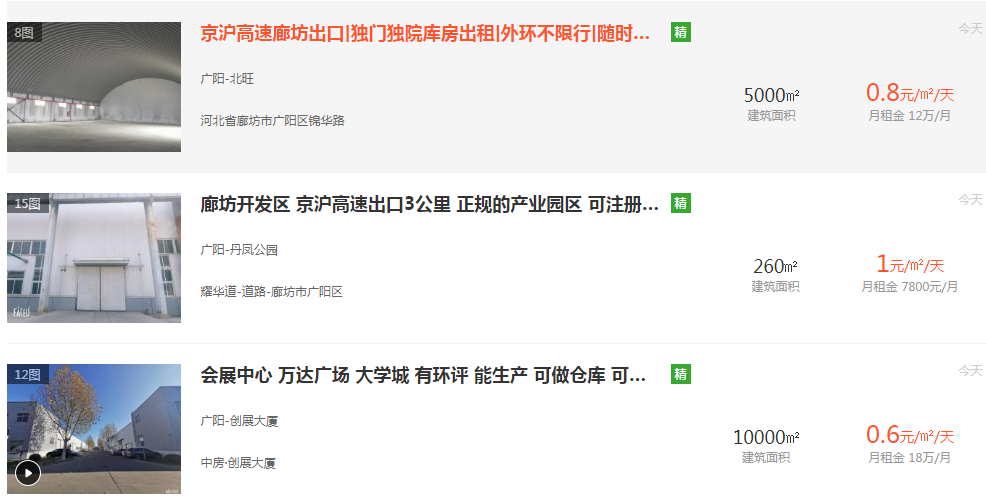 8图
京沪高速廊坊出口|独门独院库房出租|外环不限行|随时...
精
今天
广阳-北旺
河北省廊坊市广阳区锦华路
5000㎡
建筑面积
0.8元/㎡/天
月租金 12万/月
15图
廊坊开发区 京沪高速出口3公里 正规的产业园区 可注册...
精
今天
广阳-丹凤公园
耀华道-道路-廊坊市广阳区
260㎡
建筑面积
1元/㎡/天
月租金 7800元/月
12图
会展中心 万达广场 大学城 有环评 能生产 可做仓库 可...
精
今天
广阳-创展大厦
中房·创展大厦
10000㎡
建筑面积
0.6元/㎡/天
月租金 18万/月